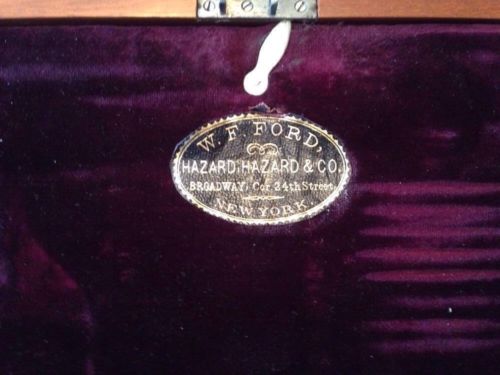 W. F. FORD,
HAZARD, HAZARD & CO.
BROADWAY, Cor. 24th Street
NEW YORK